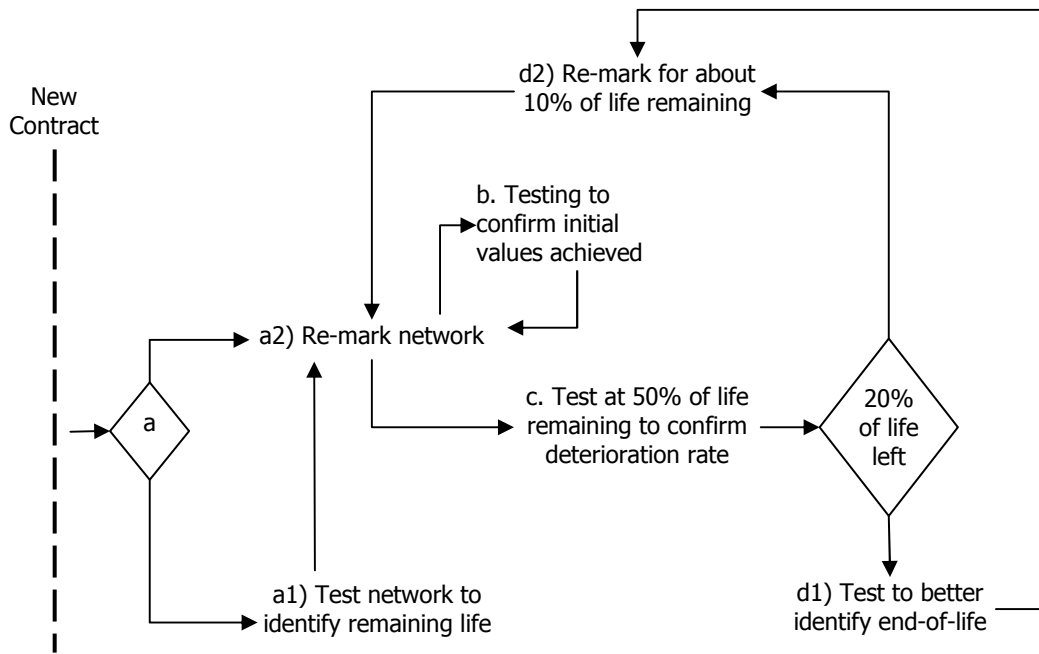 New
Contract
d2) Re-mark for about
10% of life remaining
b. Testing to
confirm initial
values achieved
a2) Re-mark network
a
c. Test at 50% of life
remaining to confirm
deterioration rate
20%
of life
left
a1) Test network to
identify remaining life
d1) Test to better
identify end-of-life